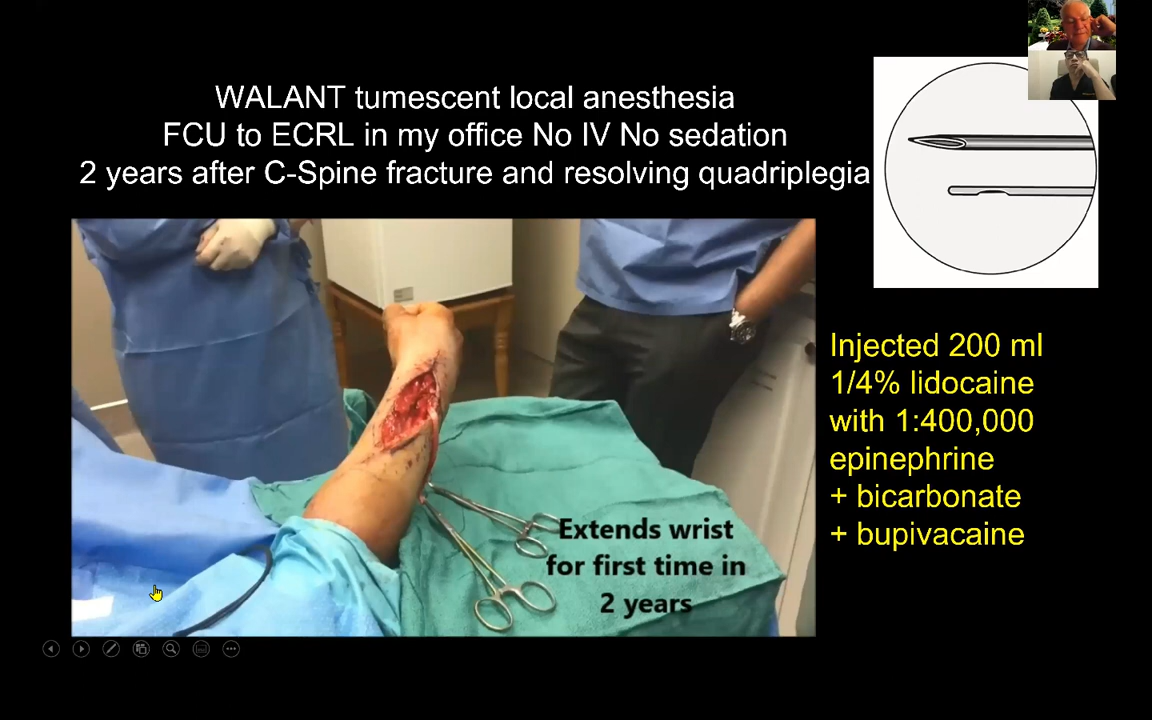 WALANT tumescent local anesthesia
FCU to ECRL in my office No IV No sedation
2 years after C-Spine fracture and resolving quadriplegia
Injected 200 ml
1/4% lidocaine
with 1:400,000
epinephrine
+ bicarbonate
+ bupivacaine
Extends wrist
for first time in
2 years